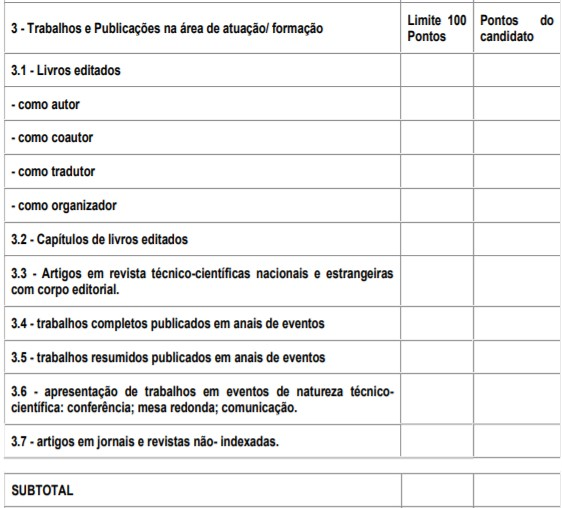 3 - Trabalhos e Publicações na área de atuação/ formação
Limite 100 Pontos
Pontos do candidato
3.1 - Livros editados
- como autor
- como coautor
- como tradutor
- como organizador
3.2 - Capítulos de livros editados
3.3 - Artigos em revista técnico-científicas nacionais e estrangeiras
com corpo editorial.
3.4 - trabalhos completos publicados em anais de eventos
3.5 - trabalhos resumidos publicados em anais de eventos
3.6 - apresentação de trabalhos em eventos de natureza técnico-
científica: conferência; mesa redonda; comunicação.
3.7 - artigos em jornais e revistas não- indexadas.
SUBTOTAL